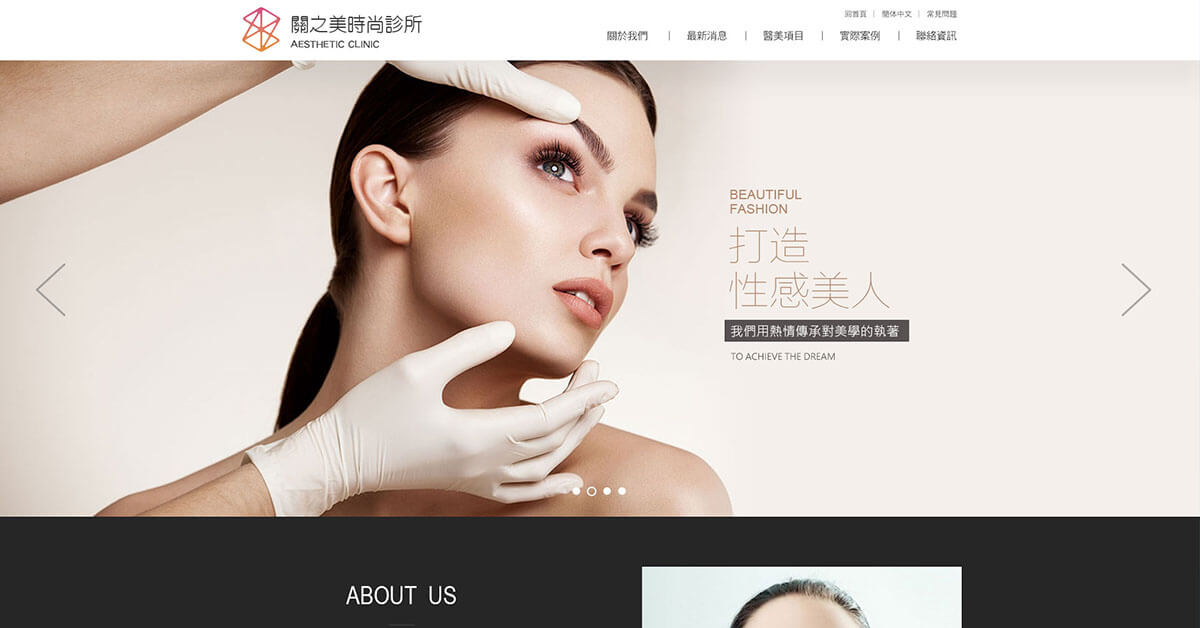 關之美時尚診所
AESTHETIC CLINIC
回首頁 | 簡体中文 | 常見問題
關於我們 | 最新消息 | 醫美項目 | 實際案例 | 聯絡資訊
BEAUTIFUL
FASHION
打造
性感美人
我們用熱情傳承對美學的執著
TO ACHIEVE THE DREAM
ABOUT US